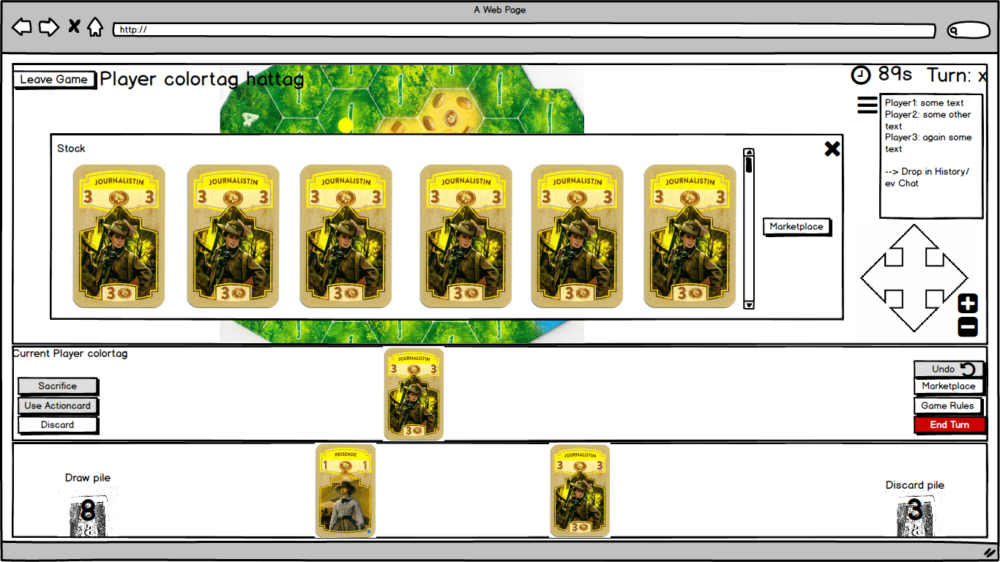 A Web Page
http://
Leave Game
Player colortag hattag
89s
Turn: x
4
Player1: some text
Player2: some other
text
Player3: again some
text
--> Drop in History/
ev Chat
Stock
JOURNALISTIN
3
3
3
JOURNALISTIN
3
3
3
JOURNALISTIN
3
3
3
JOURNALISTIN
3
3
3
JOURNALISTIN
3
3
3
JOURNALISTIN
3
3
3
Marketplace
Current Player colortag
Sacrifice
Use Actioncard
Discard
JOURNALISTIN
3
3
3
Undo
Marketplace
Game Rules
End Turn
Draw pile
8
REISENDE
1
1
JOURNALISTIN
3
3
3
Discard pile
3